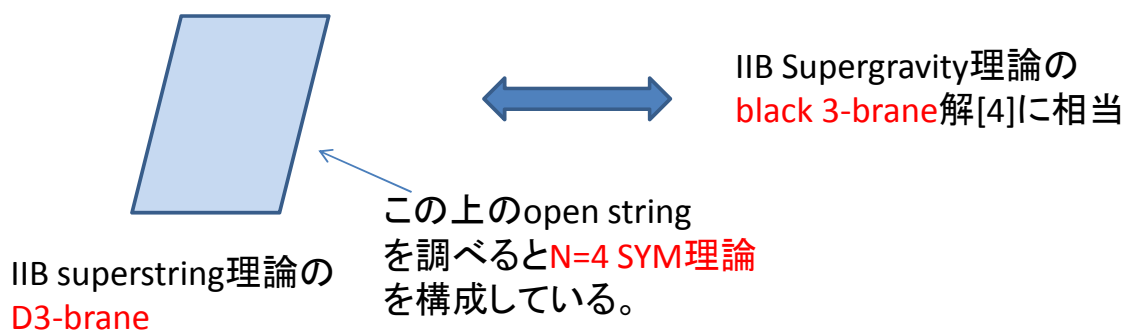 IIB Supergravity理論の
black 3-brane解[4]に相当
この上のopen string
を調べるとN=4 SYM理論
を構成している。
IIB superstring理論の
D3-brane